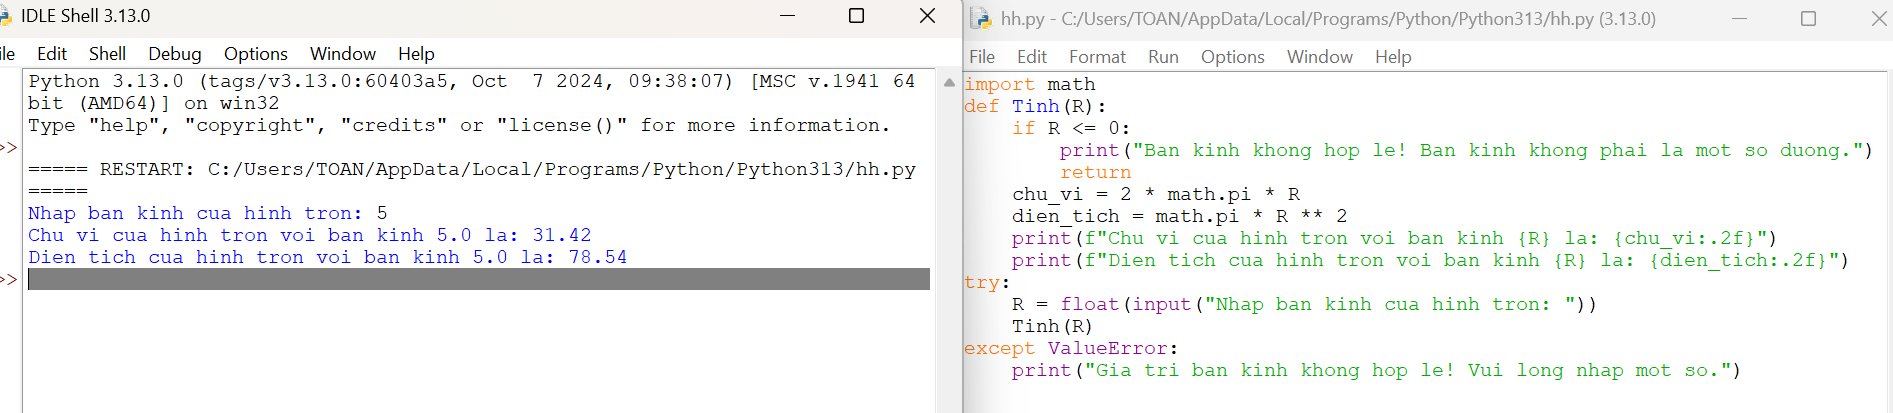 IDLE Shell 3.13.0
ile Edit Shell Debug Options Window Help
Python 3.13.0 (tags/v3.13.0:60403a5, Oct  7 2024, 09:38:07) [MSC v.1941 64
bit (AMD64)] on win32
Type "help", "copyright", "credits" or "license()" for more information.
>>
===== RESTART: C:/Users/TOAN/AppData/Local/Programs/Python/Python313/hh.py
=====
Nhap ban kinh cua hinh tron: 5
Chu vi cua hinh tron voi ban kinh 5.0 la: 31.42
Dien tich cua hinh tron voi ban kinh 5.0 la: 78.54
>>
hh.py - C:/Users/TOAN/AppData/Local/Programs/Python/Python313/hh.py (3.13.0)
File Edit Format Run Options Window Help
import math
def Tinh(R):
    if R <= 0:
        print("Ban kinh khong hop le! Ban kinh khong phai la mot so duong.")
        return
    chu_vi = 2 * math.pi * R
    dien_tich = math.pi * R ** 2
    print(f"Chu vi cua hinh tron voi ban kinh {R} la: {chu_vi:.2f}")
    print(f"Dien tich cua hinh tron voi ban kinh {R} la: {dien_tich:.2f}")
try:
    R = float(input("Nhap ban kinh cua hinh tron: "))
    Tinh(R)
except ValueError:
    print("Gia tri ban kinh khong hop le! Vui long nhap mot so.")